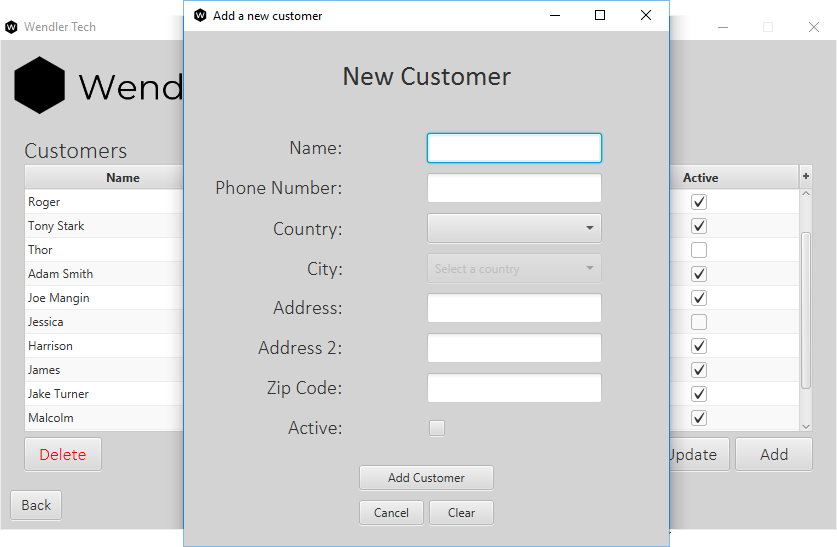 Wendler Tech
W Add a new customer
Wend
New Customer
Customers
Name
Active
+
Roger
Tony Stark
Thor
Adam Smith
Joe Mangin
Jessica
Harrison
James
Jake Turner
Malcolm
Name:
Phone Number:
Country:
City:
Select a country
Address:
Address 2:
Zip Code:
Active:
Add Customer
Cancel
Clear
Delete
Update
Add
Back